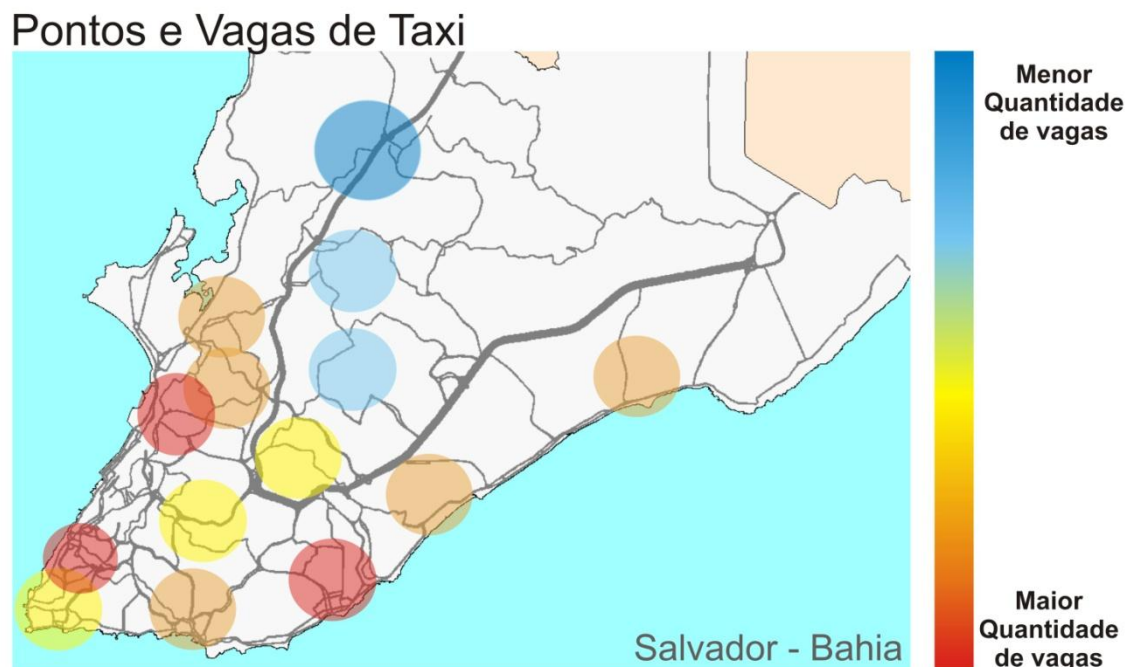 Pontos e Vagas de Taxi
Menor
Quantidade
de vagas
Maior
Quantidade
de vagas
Salvador - Bahia